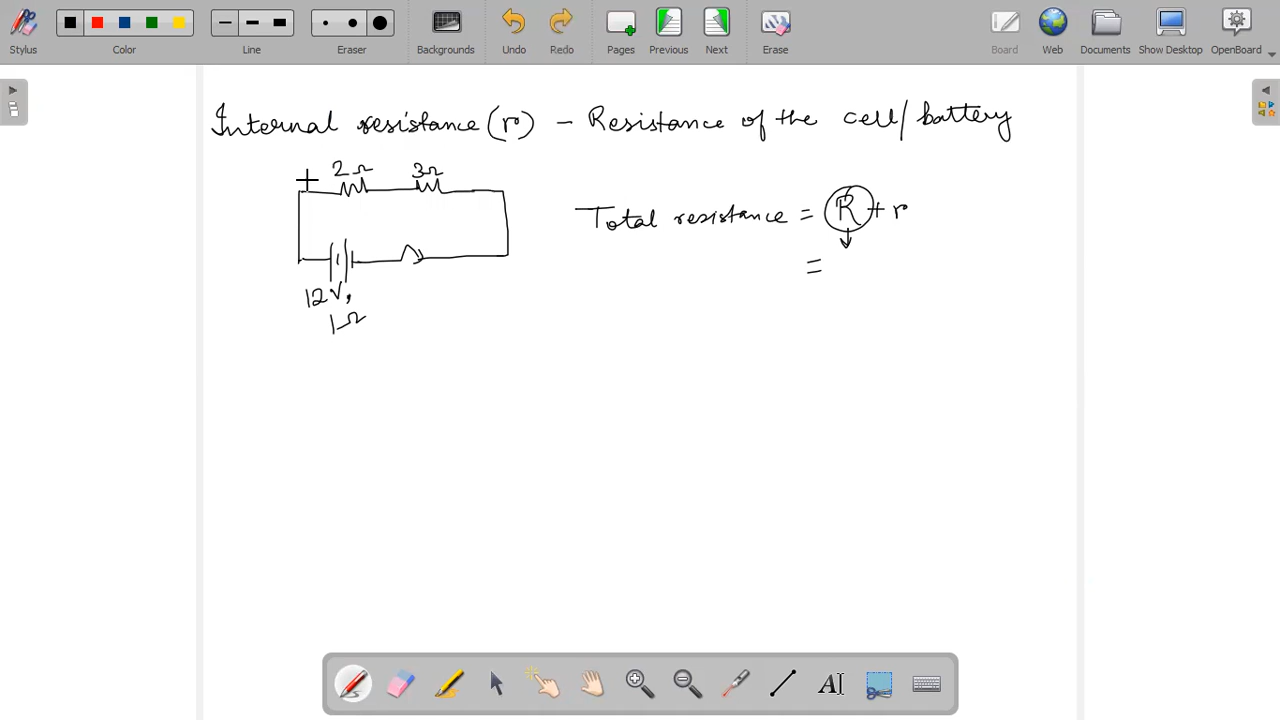 Stylus Color Line Eraser Backgrounds Undo Redo Pages Previous Next Erase Board Web Documents Show Desktop OpenBoard
Internal resistance (r) – Resistance of the cell/battery
2Ω 3Ω
Total resistance = R + r
=
12V,
1Ω